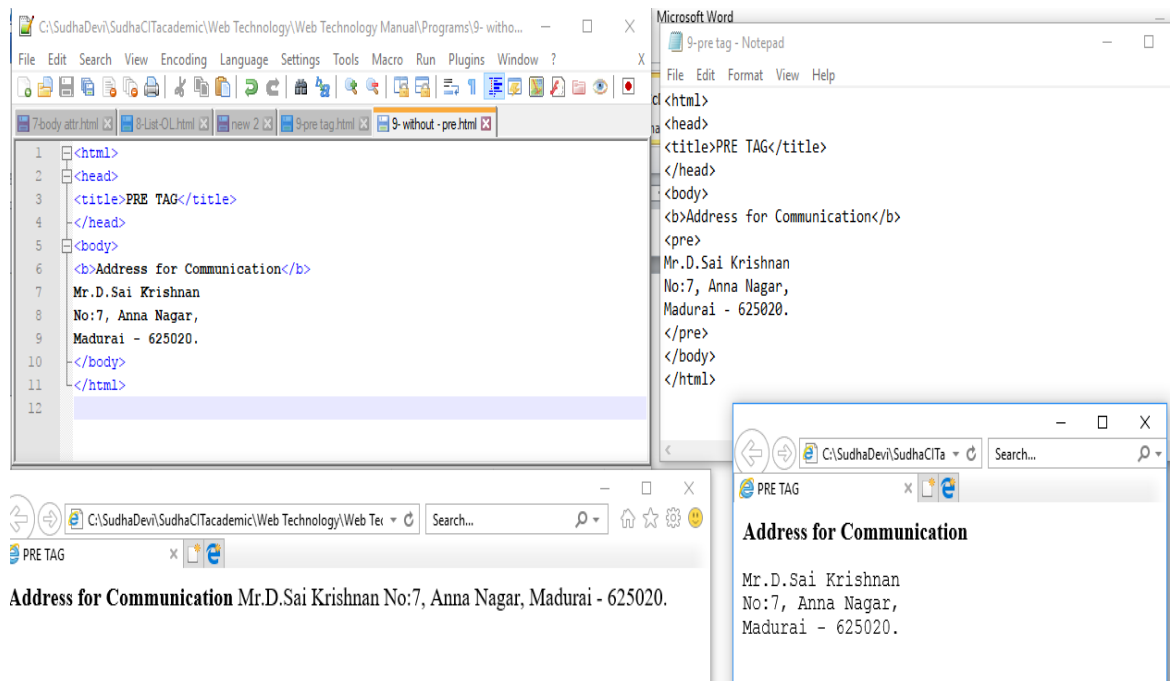 C:\SudhaDevi\SudhaCITacademic\Web Technology\Web Technology Manual\Programs\9- witho...
File Edit Search View Encoding Language Settings Tools Macro Run Plugins Window ? X
7-body attr.html 8-List-OL.html new 2 9-pre tag.html 9- without - pre.html
1 <html>
2 <head>
3 <title>PRE TAG</title>
4 </head>
5 <body>
6 <b>Address for Communication</b>
7 Mr.D.Sai Krishnan
8 No:7, Anna Nagar,
9 Madurai - 625020.
10 </body>
11 </html>
12
Microsoft Word
9-pre tag - Notepad
File Edit Format View Help
<html>
<head>
<title>PRE TAG</title>
</head>
<body>
<b>Address for Communication</b>
<pre>
Mr.D.Sai Krishnan
No:7, Anna Nagar,
Madurai - 625020.
</pre>
</body>
</html>
C:\SudhaDevi\SudhaCITacademic\Web Technology\Web Tec Search...
PRE TAG
Address for Communication Mr.D.Sai Krishnan No:7, Anna Nagar, Madurai - 625020.
C:\SudhaDevi\SudhaCITa Search...
PRE TAG
Address for Communication
Mr.D.Sai Krishnan
No:7, Anna Nagar,
Madurai - 625020.